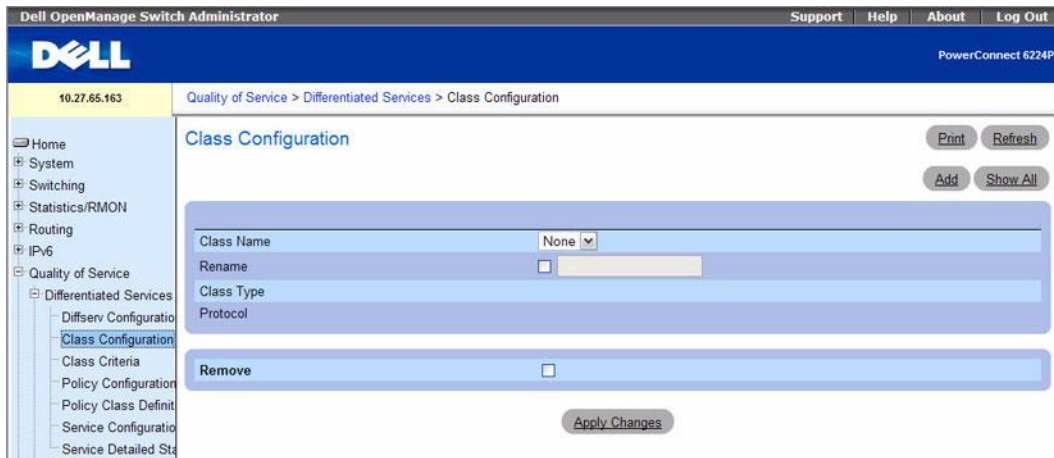 Dell OpenManage Switch Administrator
Support Help About Log Out
DELL
PowerConnect 6224P
10.27.65.163
Quality of Service > Differentiated Services > Class Configuration
Home
System
Switching
Statistics/RMON
Routing
IPv6
Quality of Service
Differentiated Services
Diffserv Configuratio
Class Configuration
Class Criteria
Policy Configuration
Policy Class Definit
Service Configuratio
Service Detailed Sta
Class Configuration
Print Refresh
Add Show All
Class Name None
Rename
Class Type
Protocol
Remove
Apply Changes